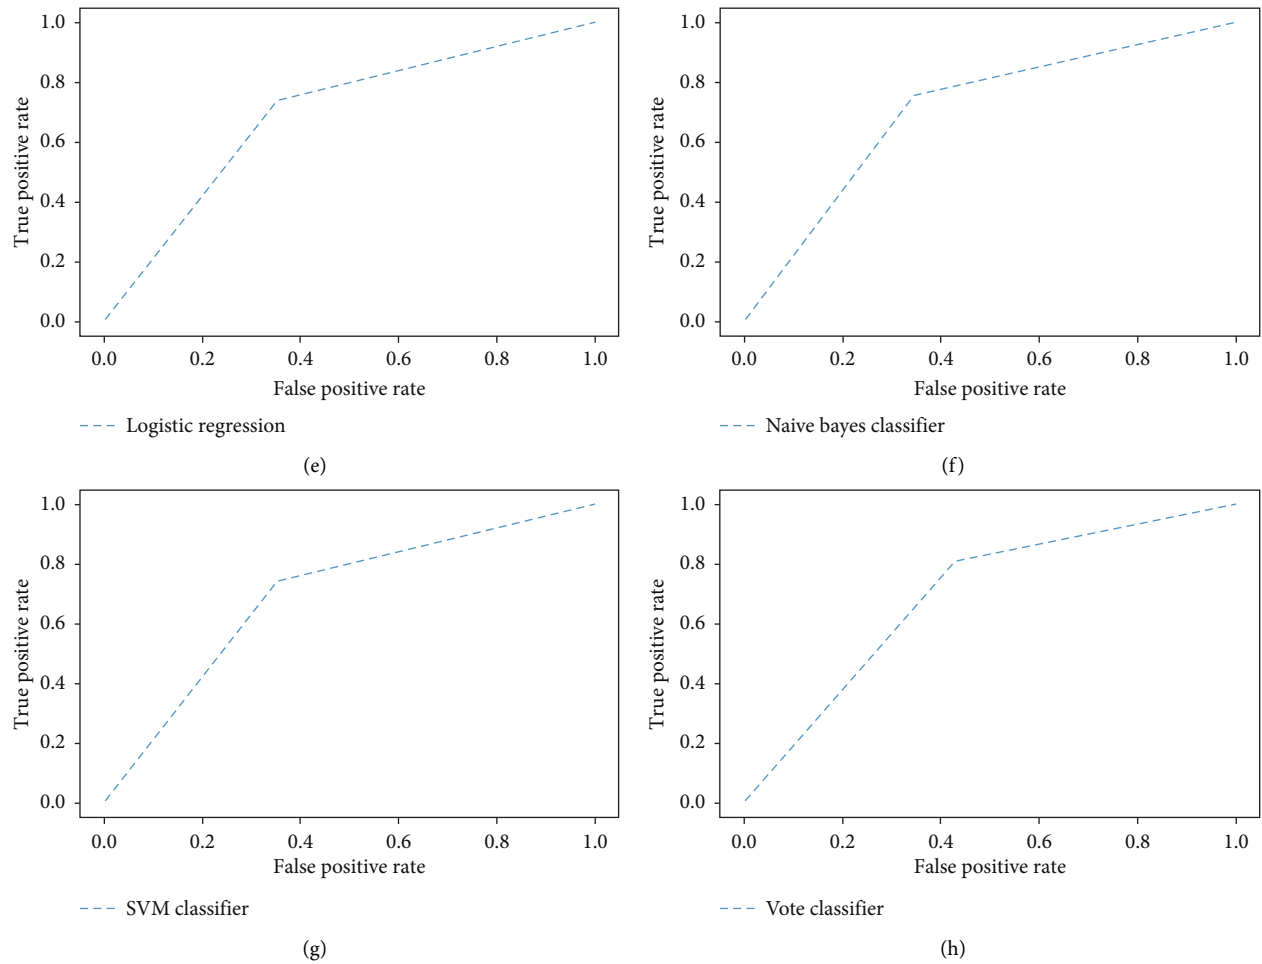 1.0
0.8
0.6
0.4
0.2
0.0
True positive rate
0.0 0.2 0.4 0.6 0.8 1.0
False positive rate
Logistic regression
(e)
1.0
0.8
0.6
0.4
0.2
0.0
True positive rate
0.0 0.2 0.4 0.6 0.8 1.0
False positive rate
Naive bayes classifier
(f)
1.0
0.8
0.6
0.4
0.2
0.0
True positive rate
0.0 0.2 0.4 0.6 0.8 1.0
False positive rate
SVM classifier
(g)
1.0
0.8
0.6
0.4
0.2
0.0
True positive rate
0.0 0.2 0.4 0.6 0.8 1.0
False positive rate
Vote classifier
(h)